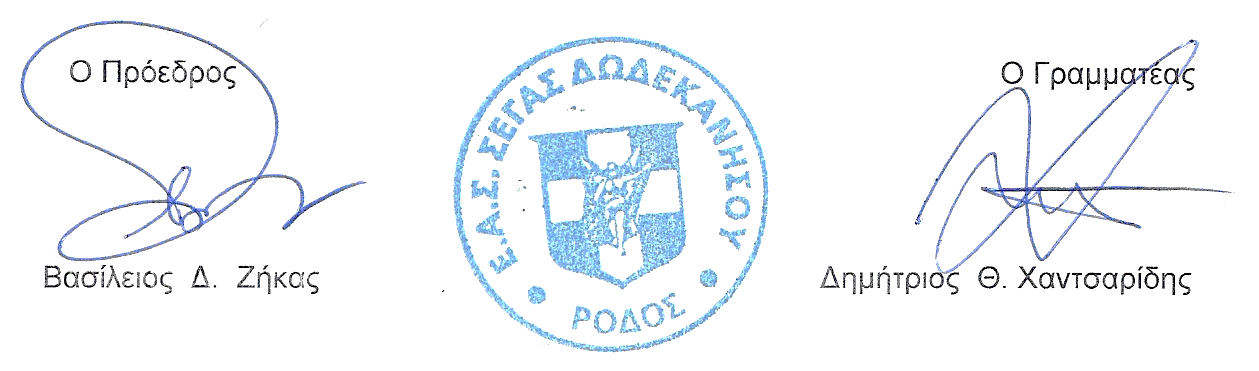 Ο Πρόεδρος
Βασίλειος Δ. Ζήκας
Ε.Α.Σ. ΣΕΓΑΣ ΔΩΔΕΚΑΝΗΣΟΥ
ΡΟΔΟΣ
Ο Γραμματέας
Δημήτριος Θ. Χαντσαρίδης